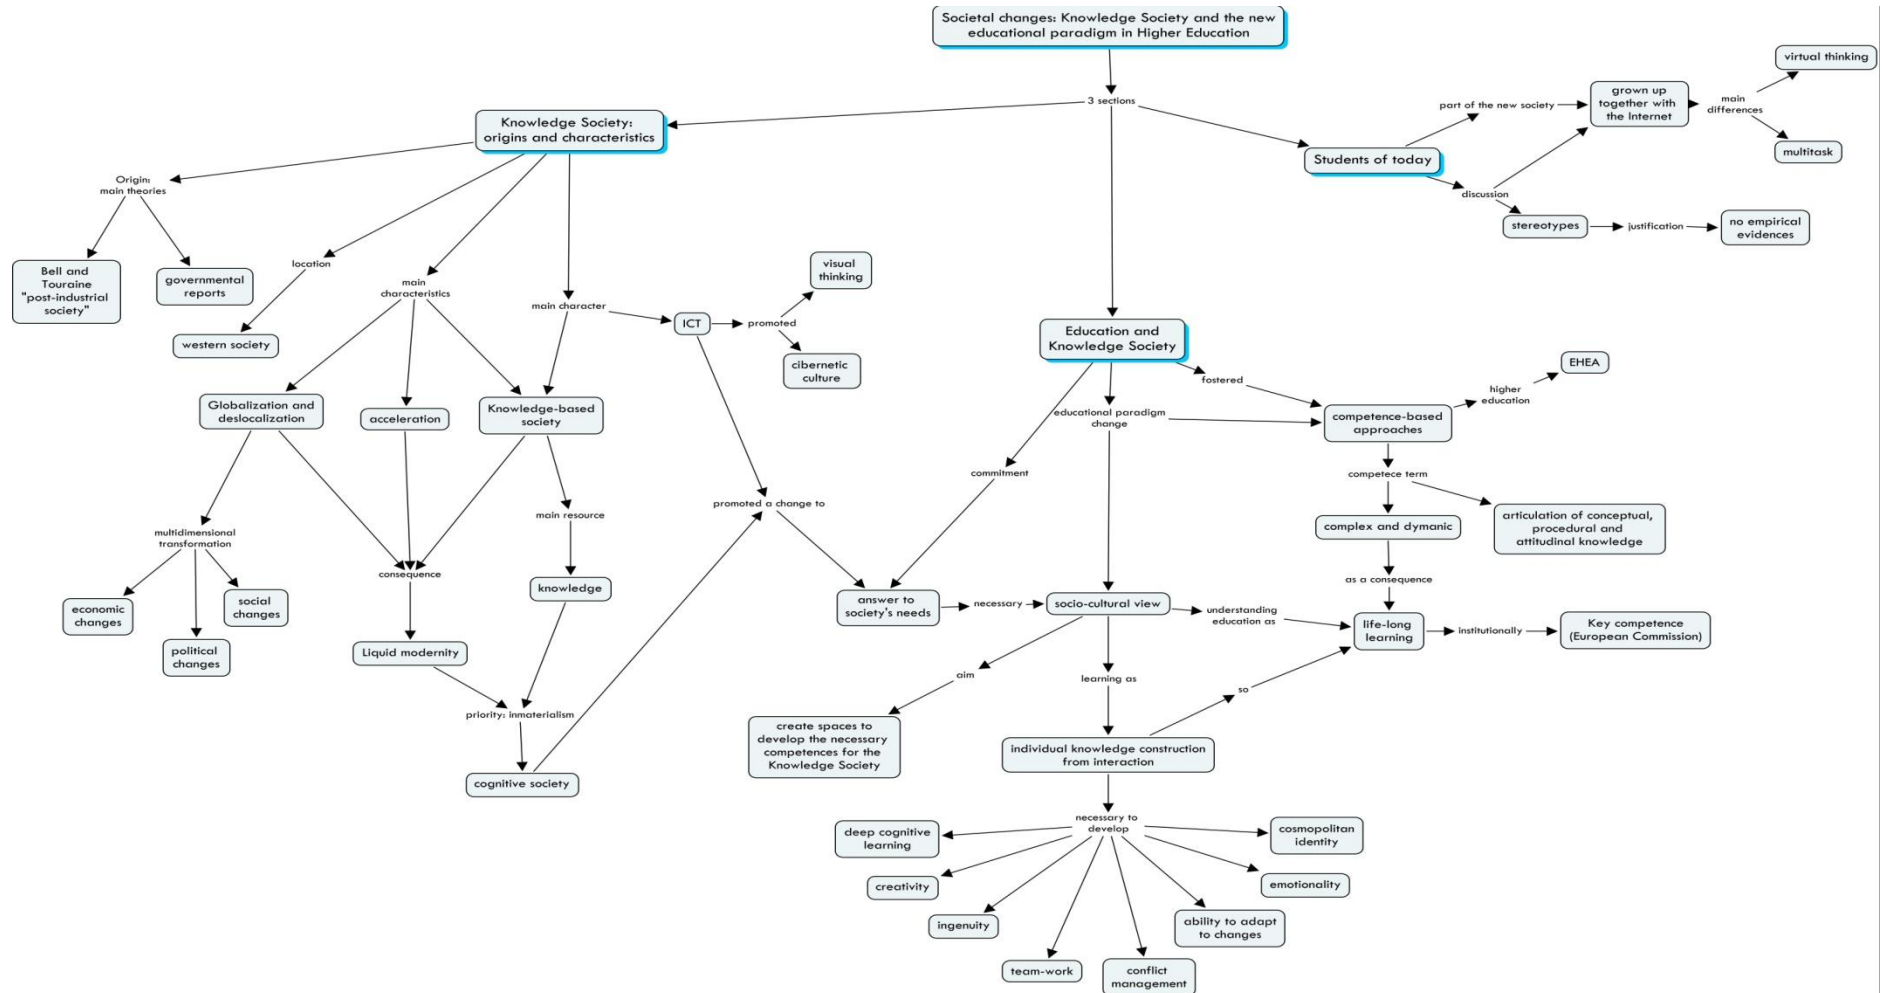 Societal changes: Knowledge Society and the new
educational paradigm in Higher Education
3 sections
Knowledge Society:
origins and characteristics
Origin:
main theories
Bell and
Touraine
"post-industrial
society"
governmental
reports
location
western society
main
characteristics
Globalization and
deslocalization
acceleration
Knowledge-based
society
main character
ICT
promoted
visual
thinking
cibernetic
culture
multidimensional
transformation
economic
changes
political
changes
social
changes
consequence
Liquid modernity
main resource
knowledge
priority: inmaterialism
cognitive society
promoted a change to
answer to
society's needs
necessary
Education and
Knowledge Society
commitment
educational paradigm
change
fostered
competence-based
approaches
higher
education
EHEA
competece term
complex and dymanic
articulation of conceptual,
procedural and
attitudinal knowledge
as a consequence
life-long
learning
institutionally
Key competence
(European Commission)
socio-cultural view
understanding
education as
aim
create spaces to
develop the necessary
competences for the
Knowledge Society
learning as
individual knowledge construction
from interaction
so
necessary to
develop
deep cognitive
learning
creativity
ingenuity
team-work
conflict
management
ability to adapt
to changes
emotionality
cosmopolitan
identity
Students of today
part of the new society
grown up
together with
the Internet
main
differences
virtual thinking
multitask
discussion
stereotypes
justification
no empirical
evidences